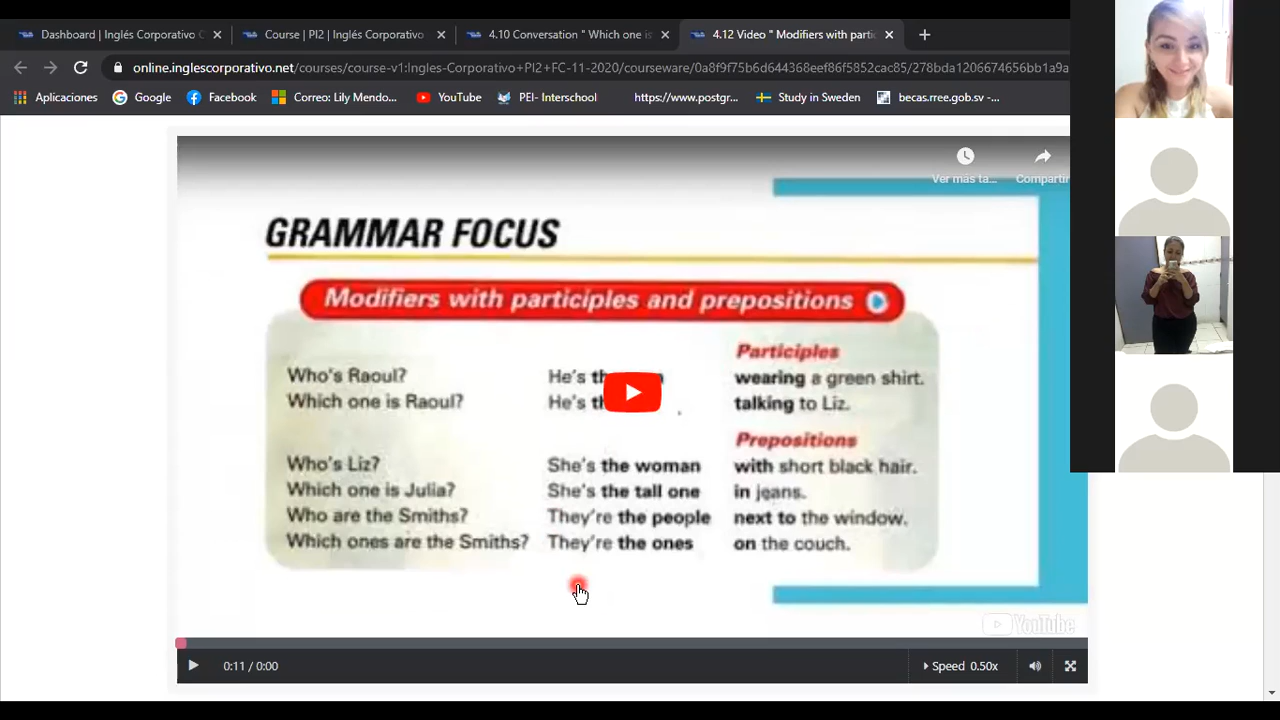 Dashboard | Inglés Corporativo C
Course | PI2 | Inglés Corporativo
4.10 Conversation " Which one is
4.12 Video " Modifiers with parti
online.inglescorporativo.net/courses/course-v1:Ingles-Corporativo+PI2+FC-11-2020/courseware/0a8f9f75b6d644368eef86f5852cac85/278bda1206674656bb1a9a
Aplicaciones
Google
Facebook
Correo: Lily Mendo...
YouTube
PEI- Interschool
https://www.postgr...
Study in Sweden
becas.rree.gob.sv -...
Ver más ta...
Compartir
GRAMMAR FOCUS
Modifiers with participles and prepositions
Participles
Who's Raoul? He's wearing a green shirt.
Which one is Raoul? He's talking to Liz.
Prepositions
Who's Liz? She's the woman with short black hair.
Which one is Julia? She's the tall one in jeans.
Who are the Smiths? They're the people next to the window.
Which ones are the Smiths? They're the ones on the couch.
YouTube
0:11 / 0:00
Speed 0.50x